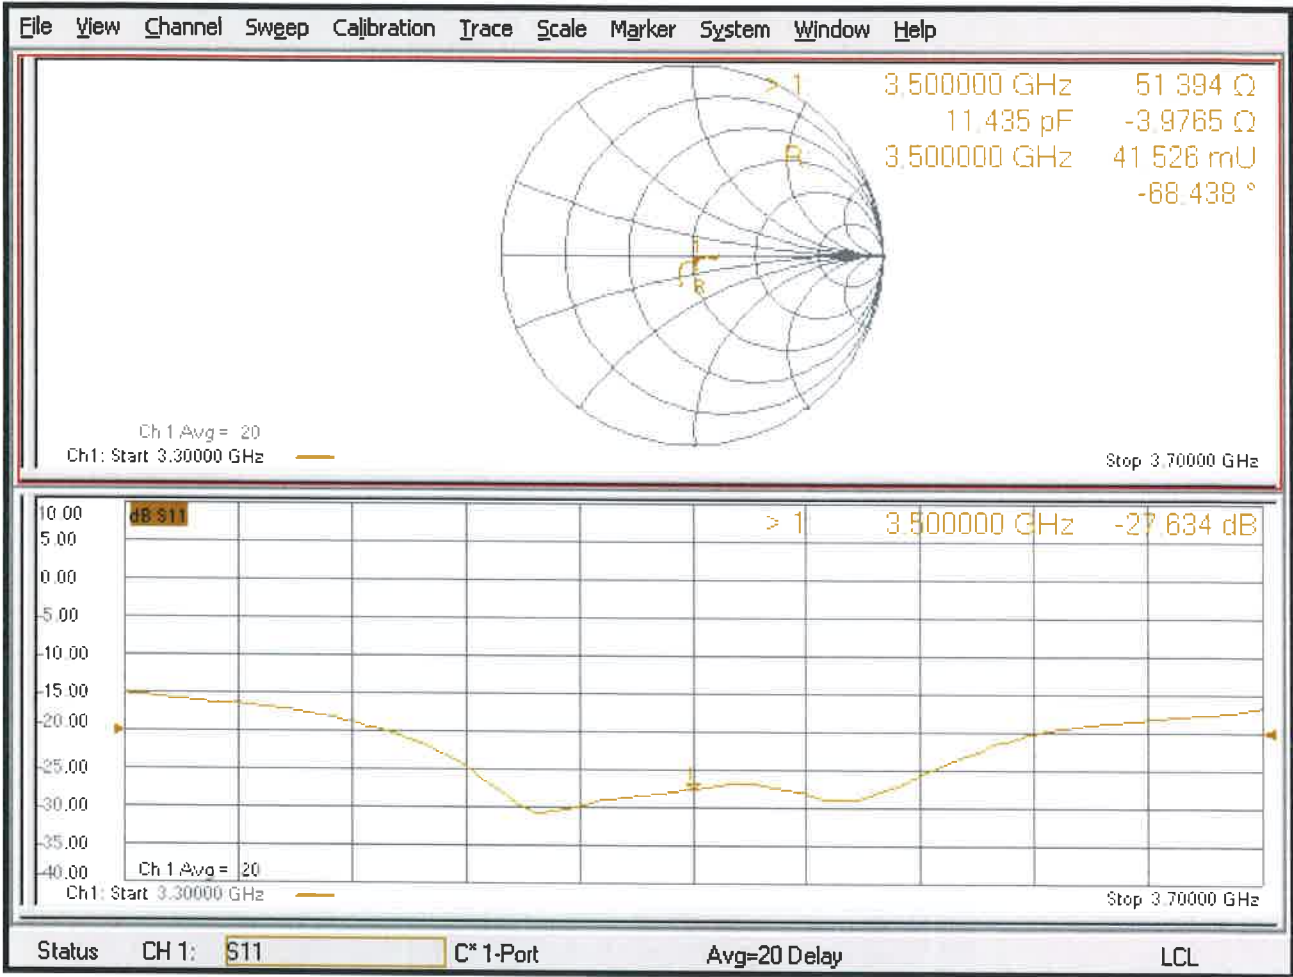 File View Channel Sweep Calibration Trace Scale Marker System Window Help
> 1 3.500000 GHz 51.394 Ω
11.435 pF -3.9765 Ω
R 3.500000 GHz 41.526 mU
-68.438 °
1
R
Ch 1 Avg = 20
Ch1: Start 3.30000 GHz
Stop 3.70000 GHz
10.00 dB S11 > 1 3.500000 GHz -27.634 dB
5.00
0.00
-5.00
-10.00
-15.00
-20.00
-25.00
1
-30.00
-35.00
-40.00 Ch 1 Avg = 20
Ch1: Start 3.30000 GHz
Stop 3.70000 GHz
Status CH 1: S11 C* 1-Port Avg=20 Delay LCL